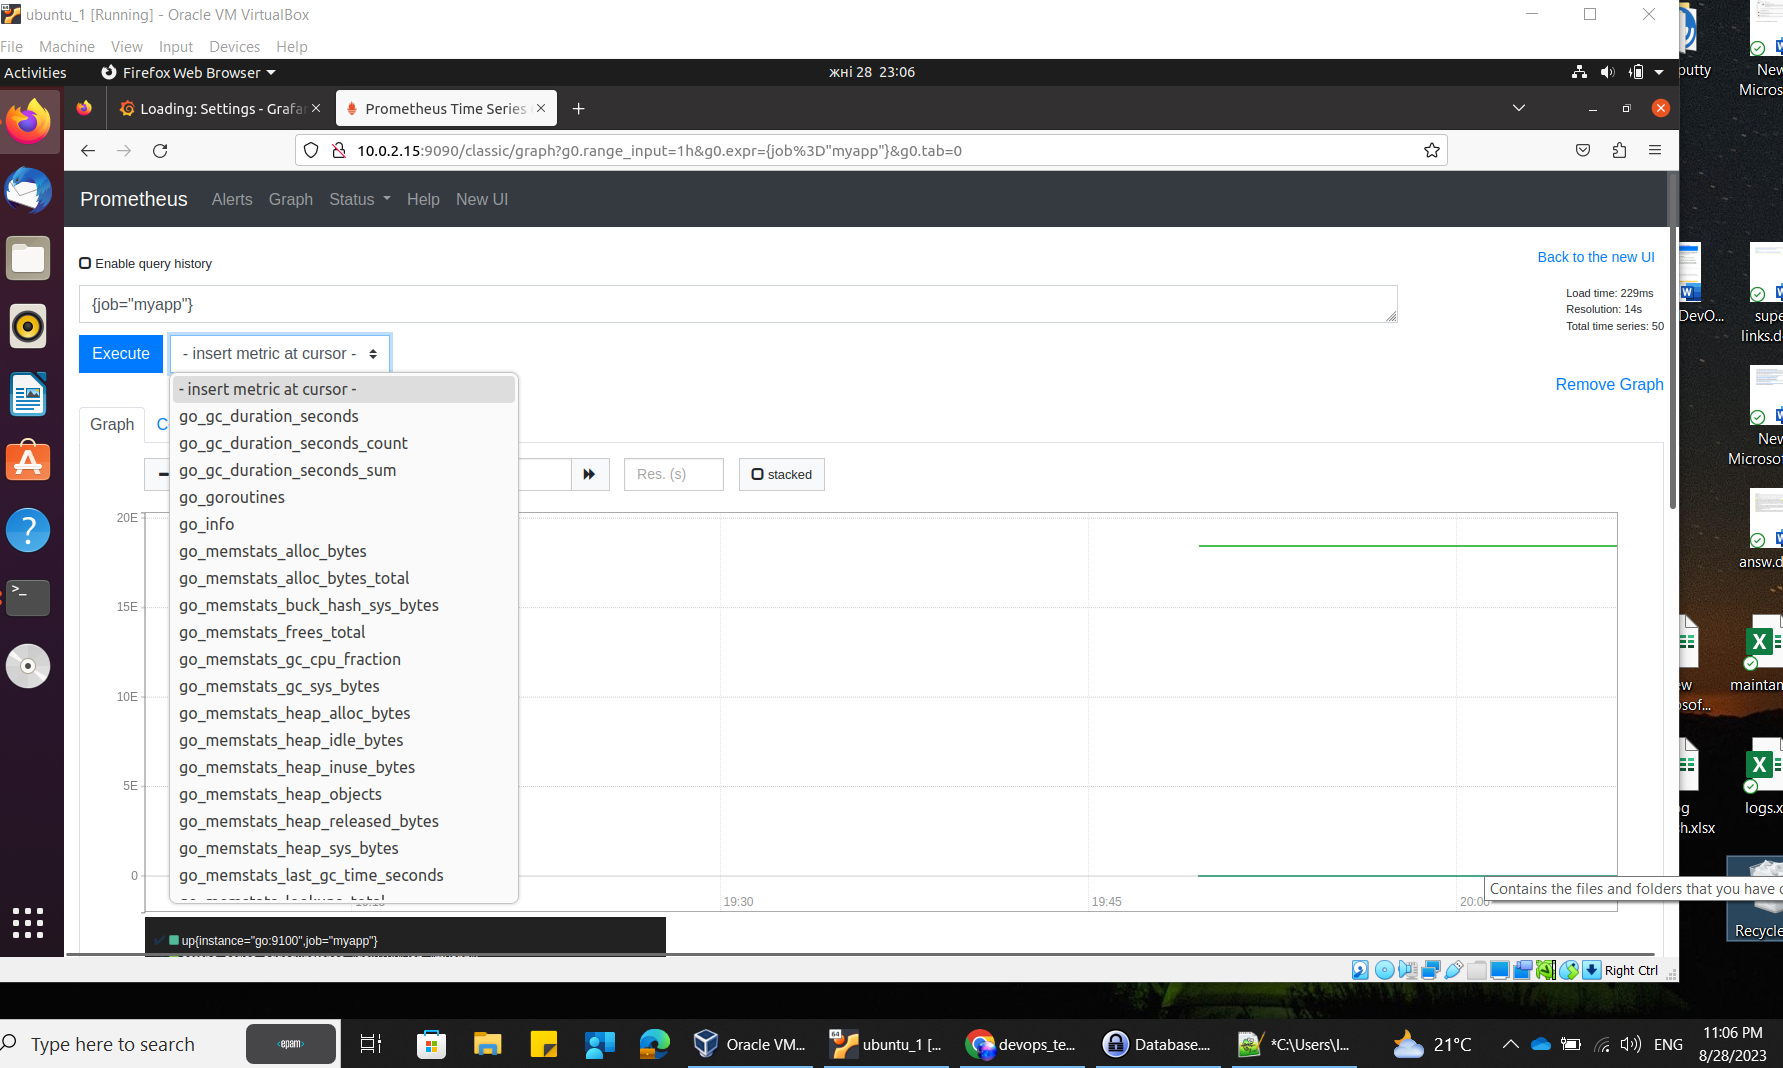 ubuntu_1 [Running] - Oracle VM VirtualBox
File Machine View Input Devices Help
Activities Firefox Web Browser жні 28 23:06
Loading: Settings - Grafan Prometheus Time Series
10.0.2.15:9090/classic/graph?g0.range_input=1h&g0.expr={job%3D"myapp"}&g0.tab=0
Prometheus Alerts Graph Status Help New UI
Enable query history
Back to the new UI
{job="myapp"}
Load time: 229ms
Resolution: 14s
Total time series: 50
Execute - insert metric at cursor -
Remove Graph
- insert metric at cursor -
go_gc_duration_seconds
go_gc_duration_seconds_count
go_gc_duration_seconds_sum
go_goroutines
go_info
go_memstats_alloc_bytes
go_memstats_alloc_bytes_total
go_memstats_buck_hash_sys_bytes
go_memstats_frees_total
go_memstats_gc_cpu_fraction
go_memstats_gc_sys_bytes
go_memstats_heap_alloc_bytes
go_memstats_heap_idle_bytes
go_memstats_heap_inuse_bytes
go_memstats_heap_objects
go_memstats_heap_released_bytes
go_memstats_heap_sys_bytes
go_memstats_last_gc_time_seconds
Graph C
Res. (s) stacked
20E
15E
10E
5E
0
19:30 19:45 20:00
up{instance="go:9100",job="myapp"}
Right Ctrl
putty
New
Micros
DevO...
supe
links.d
New
Microsof
answ.d
ew
osof...
maintan
og
sh.xlsx
logs.x
Contains the files and folders that you have d
Recycle
Type here to search <epam> Oracle VM... ubuntu_1 [... devops_te... Database.... *C:\Users\I... 21°C ENG
11:06 PM
8/28/2023